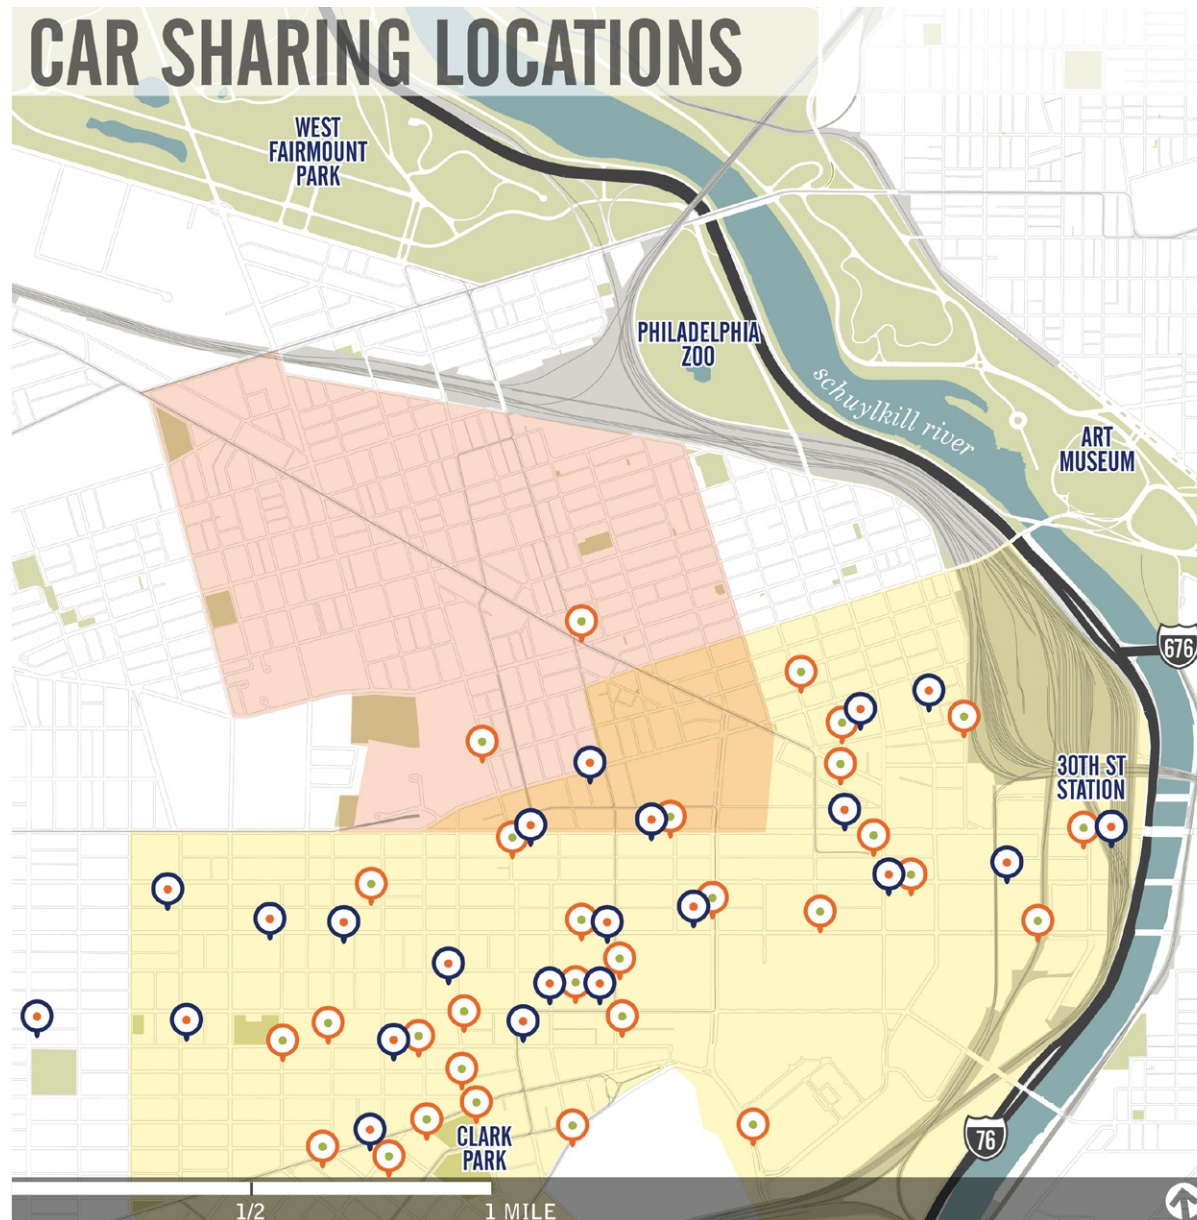 CAR SHARING LOCATIONS
WEST
FAIRMOUNT
PARK
PHILADELPHIA
ZOO
schuylkill river
ART
MUSEUM
676
30TH ST
STATION
CLARK
PARK
76
1/2
1 MILE